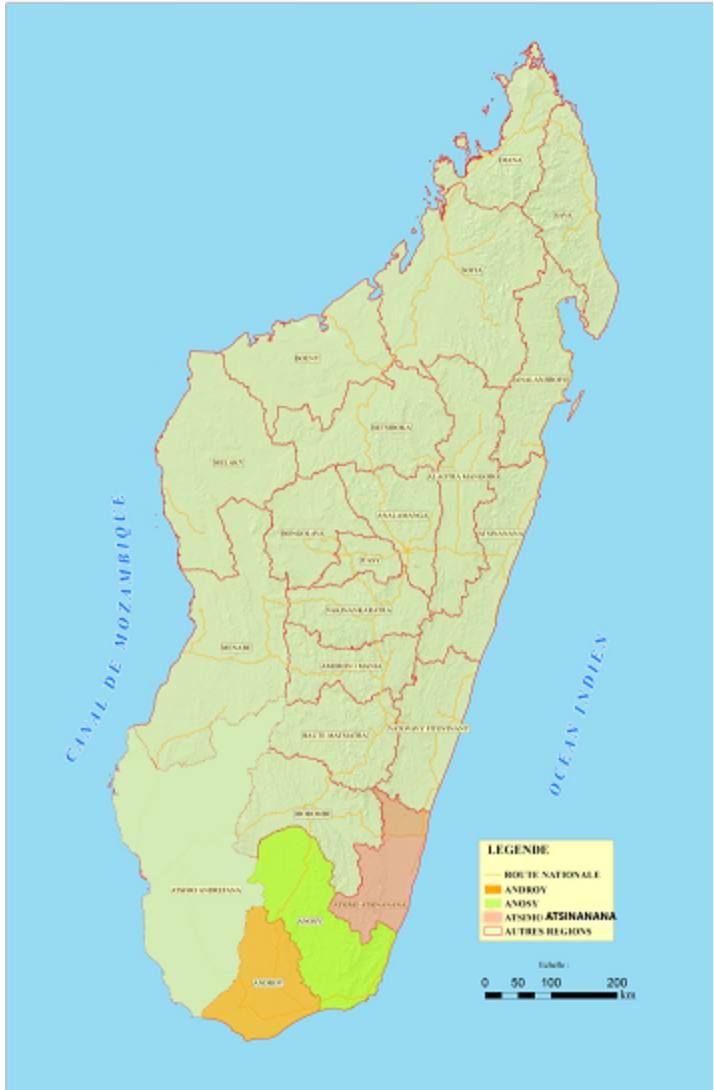 DIANA
SAVA
SOFIA
BOENY
ANALANJIROFO
BETSIBOKA
MELAKY
ALAOTRA MANGORO
ANALAMANGA
BONGOLAVA
ATSINANANA
ITASY
VAKINANKARATRA
MENABE
AMORON I MANIA
HAUTE MATSIATRA
VATOVAVY FITOVINANY
IHOROMBE
ATSIMO ANDREFANA
ATSIMO ATSINANANA
ANOSY
ANDROY
CANAL DE MOZAMBIQUE
OCEAN INDIEN
LEGENDE
ROUTE NATIONALE
ANDROY
ANOSY
ATSIMO ATSINANANA
AUTRES REGIONS
Echelle :
0 50 100 200
km